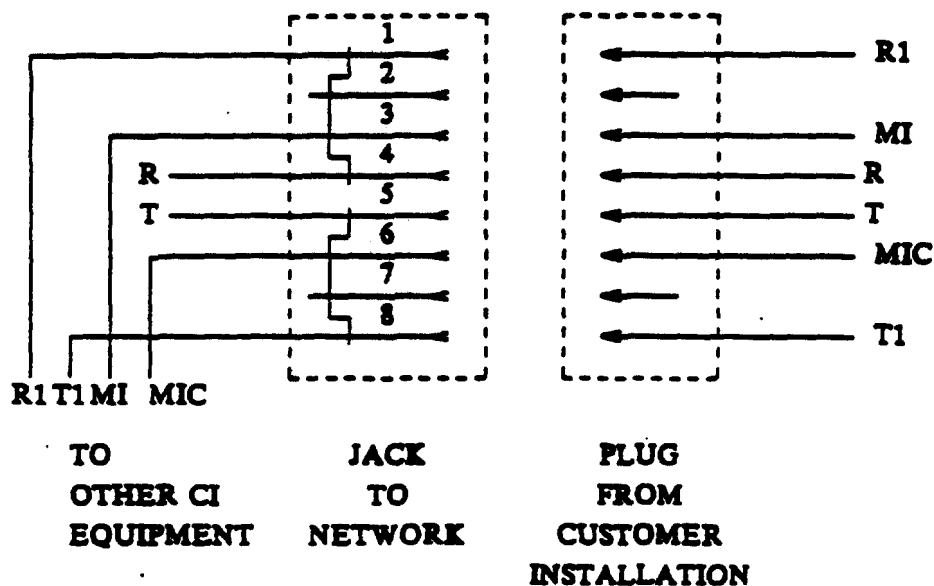 1
R1
2
3
MI
4
R
R
5
T
T
6
MIC
7
8
T1
R1 T1 MI MIC
TO
OTHER CI
EQUIPMENT
JACK
TO
NETWORK
PLUG
FROM
CUSTOMER
INSTALLATION